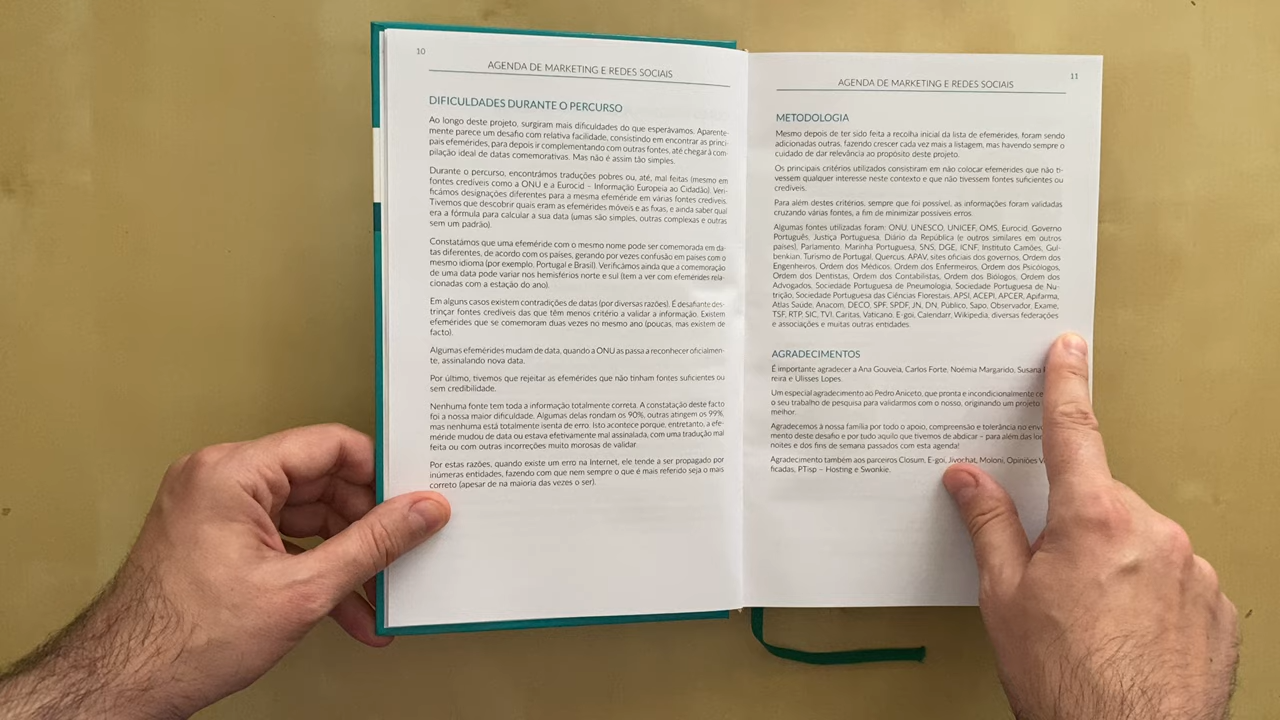 10
AGENDA DE MARKETING E REDES SOCIAIS
DIFICULDADES DURANTE O PERCURSO
Ao longo deste projeto, surgiram mais dificuldades do que esperávamos. Aparente-
mente parece um desafio com relativa facilidade, consistindo em encontrar as princi-
pais efemérides, para depois ir complementando com outras fontes, até chegar à com-
pilação ideal de datas comemorativas. Mas não é assim tão simples.
Durante o percurso, encontrámos traduções pobres ou, até, mal feitas (mesmo em
fontes credíveis como a ONU e a Eurocid – Informação Europeia ao Cidadão). Veri-
ficámos designações diferentes para a mesma efeméride em várias fontes credíveis.
Tivemos que descobrir quais eram as efemérides móveis e as fixas, e ainda saber qual
era a fórmula para calcular a sua data (umas são simples, outras complexas e outras
sem um padrão).
Constatámos que uma efeméride com o mesmo nome pode ser comemorada em da-
tas diferentes, de acordo com os países, gerando por vezes confusão em países com o
mesmo idioma (por exemplo, Portugal e Brasil). Verificámos ainda que a comemoração
de uma data pode variar nos hemisférios norte e sul (tem a ver com efemérides rela-
cionadas com a estação do ano).
Em alguns casos existem contradições de datas (por diversas razões). É desafiante des-
trinçar fontes credíveis das que têm menos critério a validar a informação. Existem
efemérides que se comemoram duas vezes no mesmo ano (poucas, mas existem de
facto).
Algumas efemérides mudam de data, quando a ONU as passa a reconhecer oficialmen-
te, assinalando nova data.
Por último, tivemos que rejeitar as efemérides que não tinham fontes suficientes ou
sem credibilidade.
Nenhuma fonte tem toda a informação totalmente correta. A constatação deste facto
foi a nossa maior dificuldade. Algumas delas rondam os 90%, outras atingem os 99%,
mas nenhuma está totalmente isenta de erro. Isto acontece porque, entretanto, a efe-
méride mudou de data ou estava efetivamente mal assinalada, com uma tradução mal
feita ou com outras incorreções muito morosas de validar.
Por estas razões, quando existe um erro na Internet, ele tende a ser propagado por
inúmeras entidades, fazendo com que nem sempre o que é mais referido seja o mais
correto (apesar de na maioria das vezes o ser).
11
AGENDA DE MARKETING E REDES SOCIAIS
METODOLOGIA
Mesmo depois de ter sido feita a recolha inicial da lista de efemérides, foram sendo
adicionadas outras, fazendo crescer cada vez mais a listagem, mas havendo sempre o
cuidado de dar relevância ao propósito deste projeto.
Os principais critérios utilizados consistiram em não colocar efemérides que não ti-
vessem qualquer interesse neste contexto e que não tivessem fontes suficientes ou
credíveis.
Para além destes critérios, sempre que foi possível, as informações foram validadas
cruzando várias fontes, a fim de minimizar possíveis erros.
Algumas fontes utilizadas foram: ONU, UNESCO, UNICEF, OMS, Eurocid, Governo
Português, Justiça Portuguesa, Diário da República (e outros similares em outros
países), Parlamento, Marinha Portuguesa, SNS, DGE, ICNF, Instituto Camões, Gul-
benkian, Turismo de Portugal, Quercus, APAV, sites oficiais dos governos, Ordem dos
Engenheiros, Ordem dos Médicos, Ordem dos Enfermeiros, Ordem dos Psicólogos,
Ordem dos Dentistas, Ordem dos Contabilistas, Ordem dos Biólogos, Ordem dos
Advogados, Sociedade Portuguesa de Pneumologia, Sociedade Portuguesa de Nu-
trição, Sociedade Portuguesa das Ciências Florestais, APSI, ACEPI, APCER, Apifarma,
Atlas Saúde, Anacom, DECO, SPF, SPDF, JN, DN, Público, Sapo, Observador, Exame,
TSF, RTP, SIC, TVI, Caritas, Vaticano, E-goi, Calendarr, Wikipedia, diversas federações
e associações e muitas outras entidades.
AGRADECIMENTOS
É importante agradecer a Ana Gouveia, Carlos Forte, Noémia Margarido, Susana
reira e Ulisses Lopes.
Um especial agradecimento ao Pedro Aniceto, que pronta e incondicionalmente
o seu trabalho de pesquisa para validarmos com o nosso, originando um projeto
melhor.
Agradecemos à nossa família por todo o apoio, compreensão e tolerância no
mento deste desafio e por tudo aquilo que tivemos de abdicar – para além das
noites e dos fins de semana passados com esta agenda!
Agradecimento também aos parceiros Closum, E-goi, Jivochat, Moloni, Opiniões
ficadas, PTisp – Hosting e Swonkie.